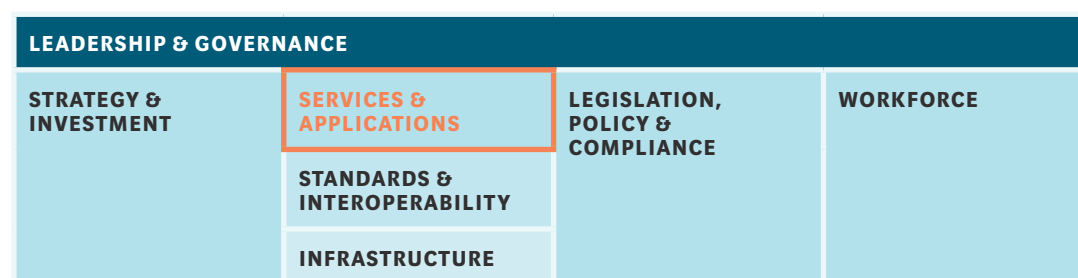 LEADERSHIP & GOVERNANCE
STRATEGY &
INVESTMENT
SERVICES &
APPLICATIONS
STANDARDS &
INTEROPERABILITY
INFRASTRUCTURE
LEGISLATION,
POLICY &
COMPLIANCE
WORKFORCE